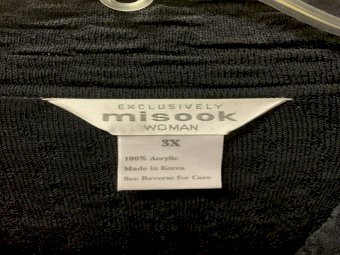 EXCLUSIVELY
misook
WOMAN
3X
100% Acrylic
Made in Korea
See Reverse for Care